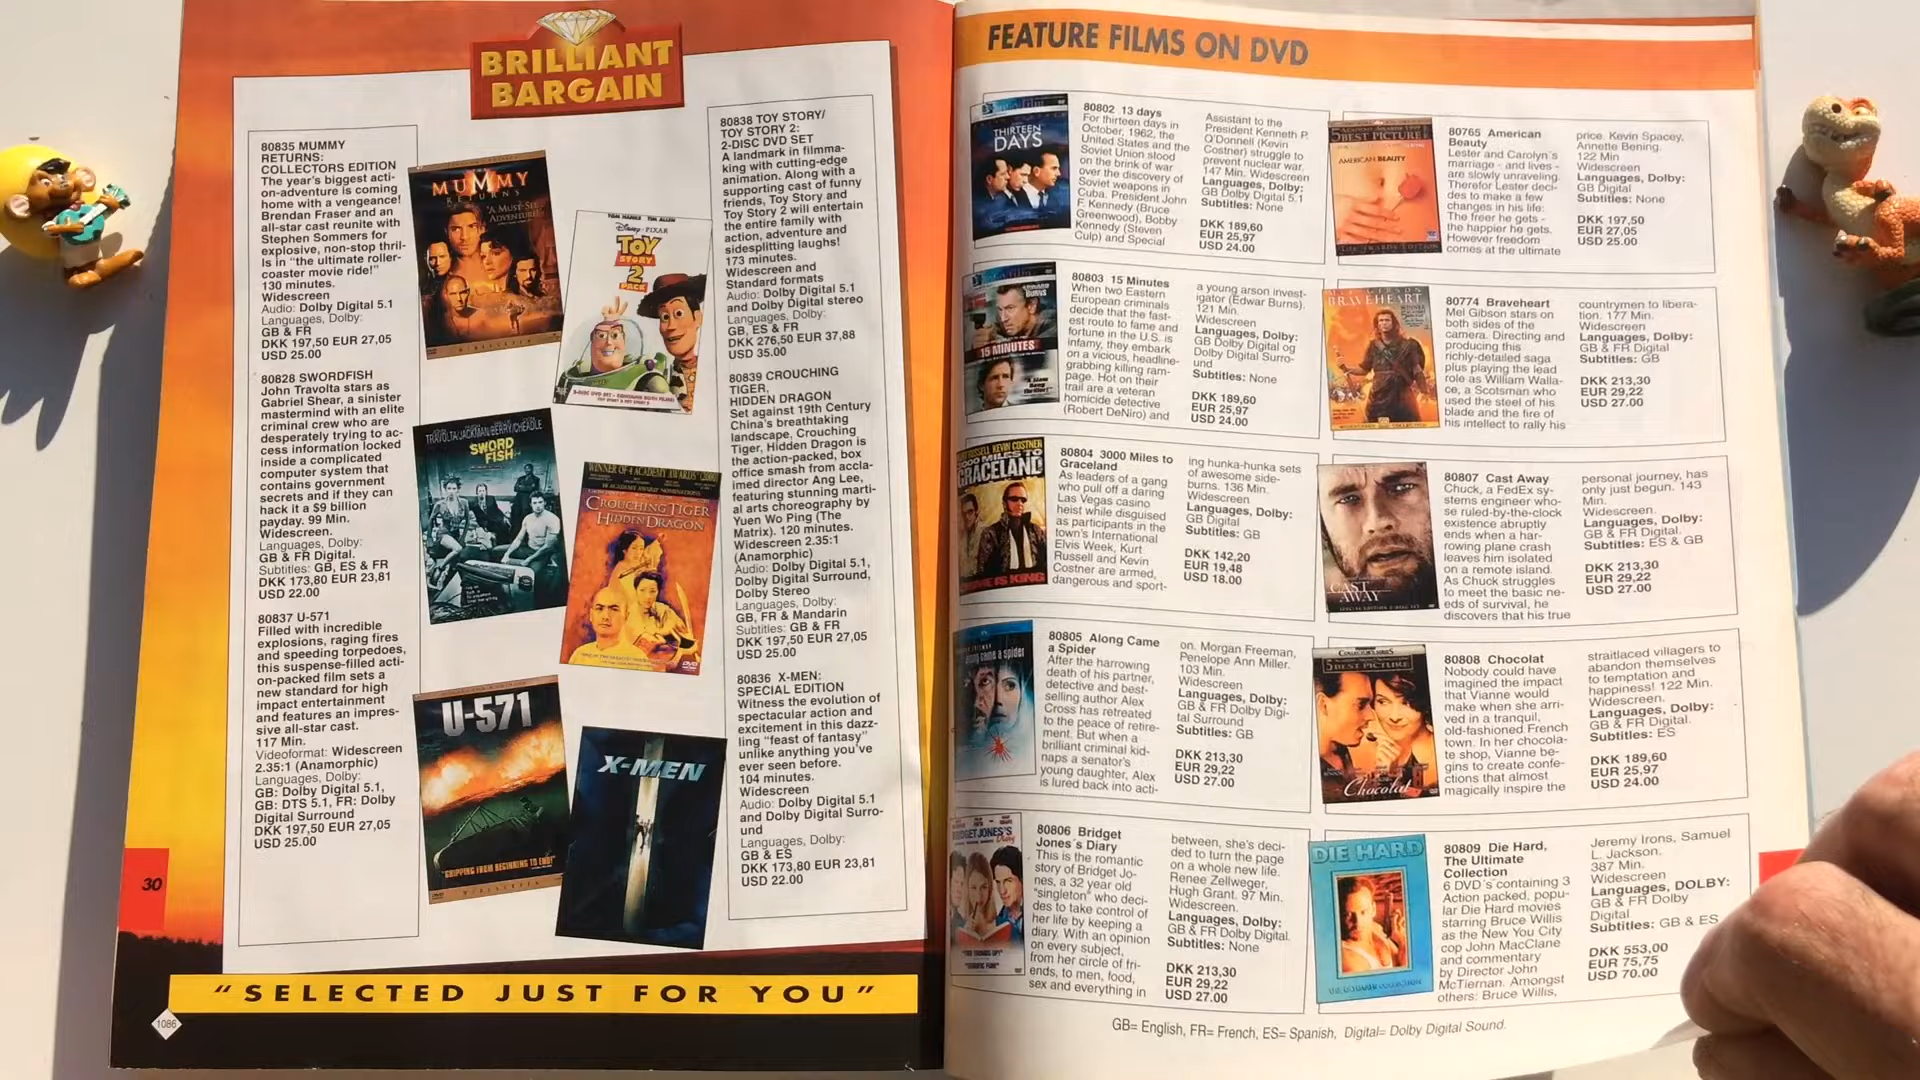 BRILLIANT
BARGAIN
80835 MUMMY
RETURNS:
COLLECTORS EDITION
The year's biggest acti-
on-adventure is coming
home with a vengeance!
Brendan Fraser and an
all-star cast reunite with
Stephen Sommers for
explosive, non-stop thril-
ls in "the ultimate roller-
coaster movie ride!"
130 minutes.
Widescreen
Audio: Dolby Digital 5.1
Languages, Dolby:
GB & FR
DKK 197,50 EUR 27,05
USD 25.00
80828 SWORDFISH
John Travolta stars as
Gabriel Shear, a sinister
mastermind with an elite
criminal crew who are
desperately trying to ac-
cess information locked
inside a complicated
computer system that
contains government
secrets and if they can
hack it a $9 billion
payday. 99 Min.
Widescreen.
Languages, Dolby:
GB & FR Digital.
Subtitles: GB, ES & FR
DKK 173,80 EUR 23,81
USD 22.00
80837 U-571
Filled with incredible
explosions, raging fires
and speeding torpedoes,
this suspense-filled acti-
on-packed film sets a
new standard for high
impact entertainment
and features an impres-
sive all-star cast.
117 Min.
Videoformat: Widescreen
2.35:1 (Anamorphic)
Languages, Dolby:
GB: Dolby Digital 5.1,
GB: DTS 5.1, FR: Dolby
Digital Surround
DKK 197,50 EUR 27,05
USD 25.00
MUMMY
RETURNS
"A MUST-SEE
ADVENTURE!"
TOM HANKS TIM ALLEN
Disney · PIXAR
TOY
STORY
2
PACK
TRAVOLTA/JACKMAN/BERRY/CHEADLE
SWORD
FISH
WINNER OF 4 ACADEMY AWARDS
CROUCHING TIGER
HIDDEN DRAGON
DVD
U-571
"GRIPPING FROM BEGINNING TO END!"
WIDESCREEN
X-MEN
80838 TOY STORY/
TOY STORY 2:
2-DISC DVD SET
A landmark in filmma-
king with cutting-edge
animation. Along with a
supporting cast of funny
friends, Toy Story and
Toy Story 2 will entertain
the entire family with
action, adventure and
sidesplitting laughs!
173 minutes.
Widescreen and
Standard formats
Audio: Dolby Digital 5.1
and Dolby Digital stereo
Languages, Dolby:
GB, ES & FR
DKK 276,50 EUR 37,88
USD 35.00
80839 CROUCHING
TIGER,
HIDDEN DRAGON
Set against 19th Century
China's breathtaking
landscape, Crouching
Tiger, Hidden Dragon is
the action-packed, box
office smash from accla-
imed director Ang Lee,
featuring stunning marti-
al arts choreography by
Yuen Wo Ping (The
Matrix). 120 minutes.
Widescreen 2.35:1
(Anamorphic)
Audio: Dolby Digital 5.1,
Dolby Digital Surround,
Dolby Stereo
Languages, Dolby:
GB, FR & Mandarin
Subtitles: GB & FR
DKK 197,50 EUR 27,05
USD 25.00
80836 X-MEN:
SPECIAL EDITION
Witness the evolution of
spectacular action and
excitement in this dazz-
ling "feast of fantasy"
unlike anything you've
ever seen before.
104 minutes.
Widescreen
Audio: Dolby Digital 5.1
and Dolby Digital Surro-
und
Languages, Dolby:
GB & ES
DKK 173,80 EUR 23,81
USD 22.00
30
"SELECTED JUST FOR YOU"
1086
FEATURE FILMS ON DVD
THIRTEEN
DAYS
80802 13 days
For thirteen days in
October, 1962, the
United States and the
Soviet Union stood
on the brink of war
over the discovery of
Soviet weapons in
Cuba. President John
F. Kennedy (Bruce
Greenwood), Bobby
Kennedy (Steven
Culp) and Special
Assistant to the
President Kenneth P.
O'Donnell (Kevin
Costner) struggle to
prevent nuclear war.
147 Min. Widescreen
Languages, Dolby:
GB Dolby Digital 5.1
Subtitles: None
DKK 189,60
EUR 25,97
USD 24.00
15 MINUTES
80803 15 Minutes
When two Eastern
European criminals
decide that the fast-
est route to fame and
fortune in the U.S. is
infamy, they embark
on a vicious, headline-
grabbing killing ram-
page. Hot on their
trail are a veteran
homicide detective
(Robert DeNiro) and
a young arson invest-
igator (Edwar Burns).
121 Min.
Widescreen
Languages, Dolby:
GB Dolby Digital og
Dolby Digital Surro-
und
Subtitles: None
DKK 189,60
EUR 25,97
USD 24.00
KURT RUSSELL KEVIN COSTNER
3000 MILES TO
GRACELAND
80804 3000 Miles to
Graceland
As leaders of a gang
who pull off a daring
Las Vegas casino
heist while disguised
as participants in the
town's International
Elvis Week, Kurt
Russell and Kevin
Costner are armed,
dangerous and sport-
ing hunka-hunka sets
of awesome side-
burns. 136 Min.
Widescreen
Languages, Dolby:
GB Digital
Subtitles: GB
DKK 142,20
EUR 19,48
USD 18.00
along came a spider
80805 Along Came
a Spider
After the harrowing
death of his partner,
detective and best-
selling author Alex
Cross has retreated
to the peace of retire-
ment. But when a
brilliant criminal kid-
naps a senator's
young daughter, Alex
is lured back into acti-
on. Morgan Freeman,
Penelope Ann Miller.
103 Min.
Widescreen
Languages, Dolby:
GB & FR Dolby Digi-
tal Surround
Subtitles: GB
DKK 213,30
EUR 29,22
USD 27.00
BRIDGET JONES'S
Diary
80806 Bridget
Jones´s Diary
This is the romantic
story of Bridget Jo-
nes, a 32 year old
"singleton" who deci-
des to take control of
her life by keeping a
diary. With an opinion
on every subject,
from her circle of fri-
ends, to men, food,
sex and everything in
between, she's deci-
ded to turn the page
on a whole new life.
Renee Zellweger,
Hugh Grant. 97 Min.
Widescreen.
Languages, Dolby:
GB & FR Dolby Digital.
Subtitles: None
DKK 213,30
EUR 29,22
USD 27.00
BEST PICTURE
AMERICAN BEAUTY
80765 American
Beauty
Lester and Carolyn´s
marriage - and lives -
are slowly unraveling.
Therefor Lester deci-
des to make a few
changes in his life:
The freer he gets -
the happier he gets.
However freedom
comes at the ultimate
price. Kevin Spacey,
Annette Bening.
122 Min
Widescreen
Languages, Dolby:
GB Digital
Subtitles: None
DKK 197,50
EUR 27,05
USD 25.00
BRAVEHEART
80774 Braveheart
Mel Gibson stars on
both sides of the
camera. Directing and
producing this
richly-detailed saga
plus playing the lead
role as William Walla-
ce, a Scotsman who
used the steel of his
blade and the fire of
his intellect to rally his
countrymen to libera-
tion. 177 Min.
Widescreen
Languages, Dolby:
GB & FR Digital
Subtitles: GB
DKK 213,30
EUR 29,22
USD 27.00
CAST
AWAY
80807 Cast Away
Chuck, a FedEx sy-
stems engineer who-
se ruled-by-the-clock
existence abruptly
ends when a har-
rowing plane crash
leaves him isolated
on a remote island.
As Chuck struggles
to meet the basic ne-
eds of survival, he
discovers that his true
personal journey, has
only just begun. 143
Min.
Widescreen.
Languages, Dolby:
GB & FR Digital.
Subtitles: ES & GB
DKK 213,30
EUR 29,22
USD 27.00
BEST PICTURE
Chocolat
80808 Chocolat
Nobody could have
imagined the impact
that Vianne would
make when she arri-
ved in a tranquil,
old-fashioned French
town. In her chocola-
te shop, Vianne be-
gins to create confe-
ctions that almost
magically inspire the
straitlaced villagers to
abandon themselves
to temptation and
happiness! 122 Min.
Widescreen.
Languages, Dolby:
GB & FR Digital.
Subtitles: ES
DKK 189,60
EUR 25,97
USD 24.00
DIE HARD
THE ULTIMATE COLLECTION
80809 Die Hard,
The Ultimate
Collection
6 DVD´s containing 3
Action packed, popu-
lar Die Hard movies
starring Bruce Willis
as the New You City
cop John MacClane
and commentary
by Director John
McTiernan. Amongst
others: Bruce Willis,
Jeremy Irons, Samuel
L. Jackson.
387 Min.
Widescreen
Languages, DOLBY:
GB & FR Dolby
Digital
Subtitles: GB & ES
DKK 553,00
EUR 75,75
USD 70.00
GB= English, FR= French, ES= Spanish, Digital= Dolby Digital Sound.